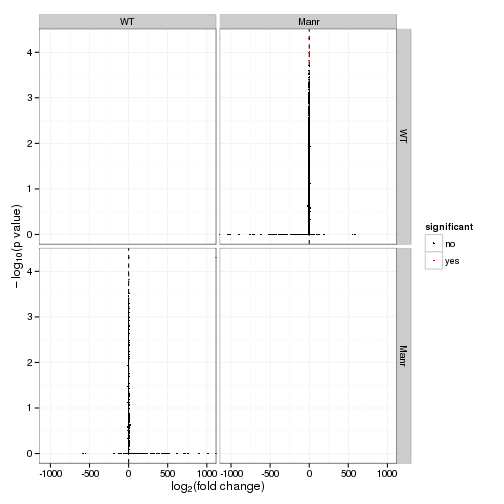 WT Manr
4
3
2
1
0
WT
4
3
2
1
0
Manr
-1000 -500 0 500 1000 -1000 -500 0 500 1000
log2(fold change)
−log10(p value)
significant
no
yes